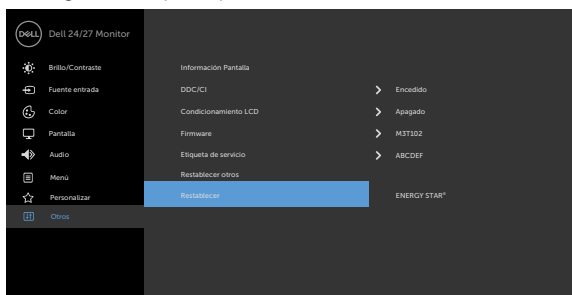 DELL Dell 24/27 Monitor
Brillo/Contraste
Información Pantalla
Fuente entrada
DDC/CI
Encedido
Color
Condicionamiento LCD
Apagado
Pantalla
Firmware
M3T102
Audio
Etiqueta de servicio
ABCDEF
Menú
Restablecer otros
Personalizar
Restablecer
ENERGY STAR®
Otros